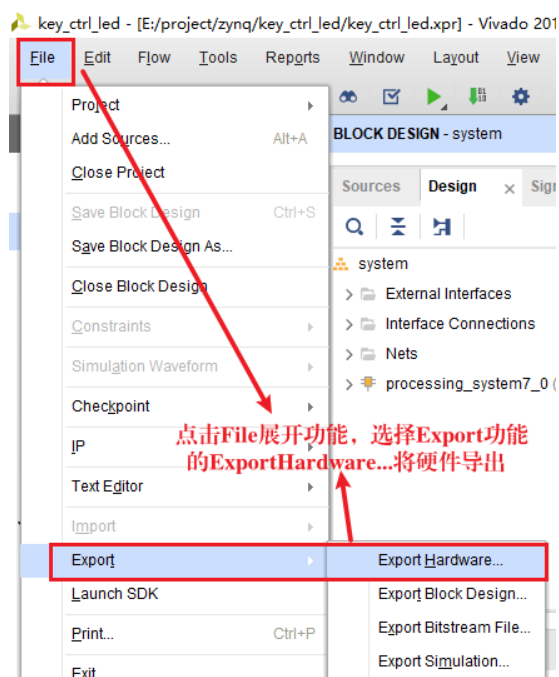 key_ctrl_led - [E:/project/zynq/key_ctrl_led/key_ctrl_led.xpr] - Vivado 201
File Edit Flow Tools Reports Window Layout View
Project
Add Sources... Alt+A
BLOCK DESIGN - system
Close Project
Sources Design Sig
Save Block Design Ctrl+S
Save Block Design As...
system
Close Block Design
External Interfaces
Constraints
Interface Connections
Simulation Waveform
Nets
Checkpoint
processing_system7_0 (
点击File展开功能，选择Export功能
IP
的ExportHardware...将硬件导出
Text Editor
Import
Export
Export Hardware...
Launch SDK
Export Block Design...
Print... Ctrl+P
Export Bitstream File...
Export Simulation...
Exit